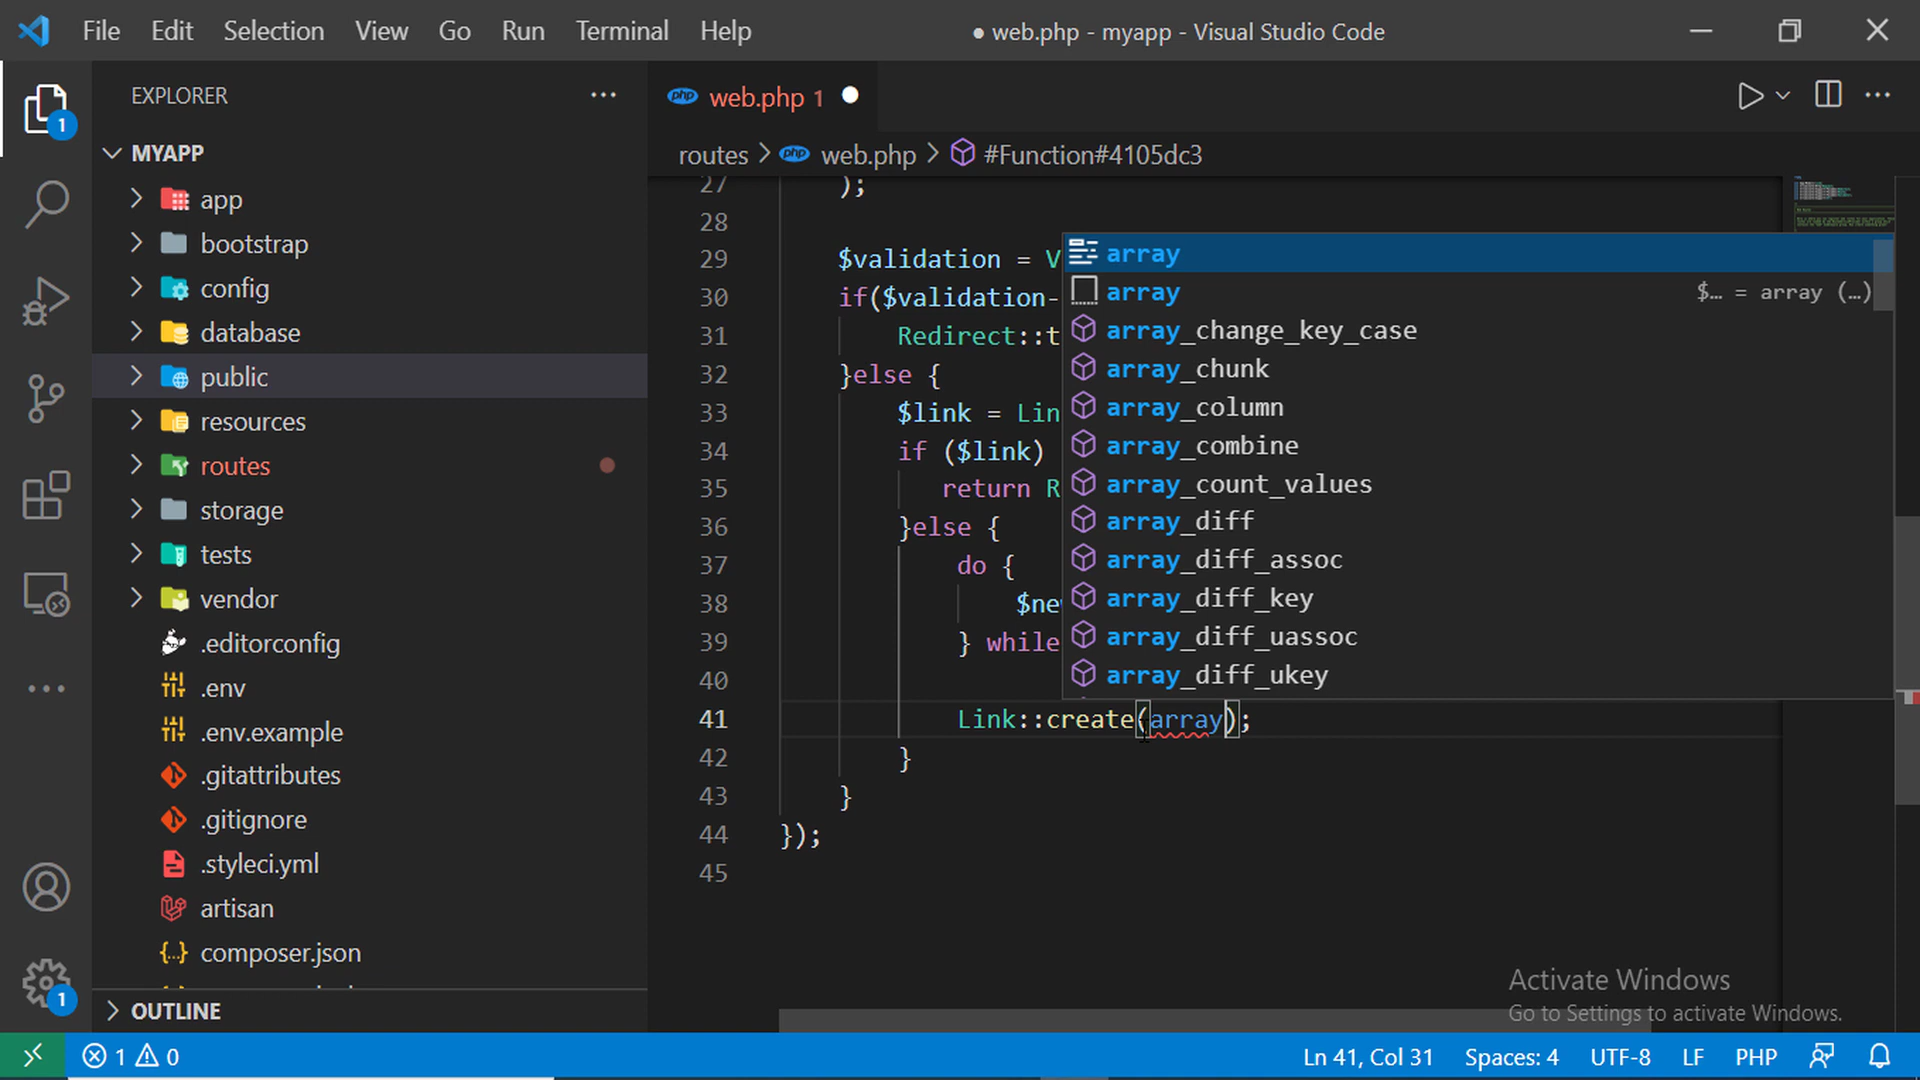 File Edit Selection View Go Run Terminal Help
● web.php - myapp - Visual Studio Code
EXPLORER
web.php 1
routes > web.php > #Function#4105dc3
MYAPP
app
bootstrap
config
database
public
resources
routes
storage
tests
vendor
.editorconfig
.env
.env.example
.gitattributes
.gitignore
.styleci.yml
artisan
composer.json
OUTLINE
27 );
28
29 $validation = V
30 if($validation-
31 Redirect::t
32 }else {
33 $link = Lin
34 if ($link)
35 return R
36 }else {
37 do {
38 $new
39 } while
40
41 Link::create(array);
42 }
43 }
44 });
45
array
array $… = array (…)
array_change_key_case
array_chunk
array_column
array_combine
array_count_values
array_diff
array_diff_assoc
array_diff_key
array_diff_uassoc
array_diff_ukey
Activate Windows
Go to Settings to activate Windows.
1
1
1 0
Ln 41, Col 31 Spaces: 4 UTF-8 LF PHP